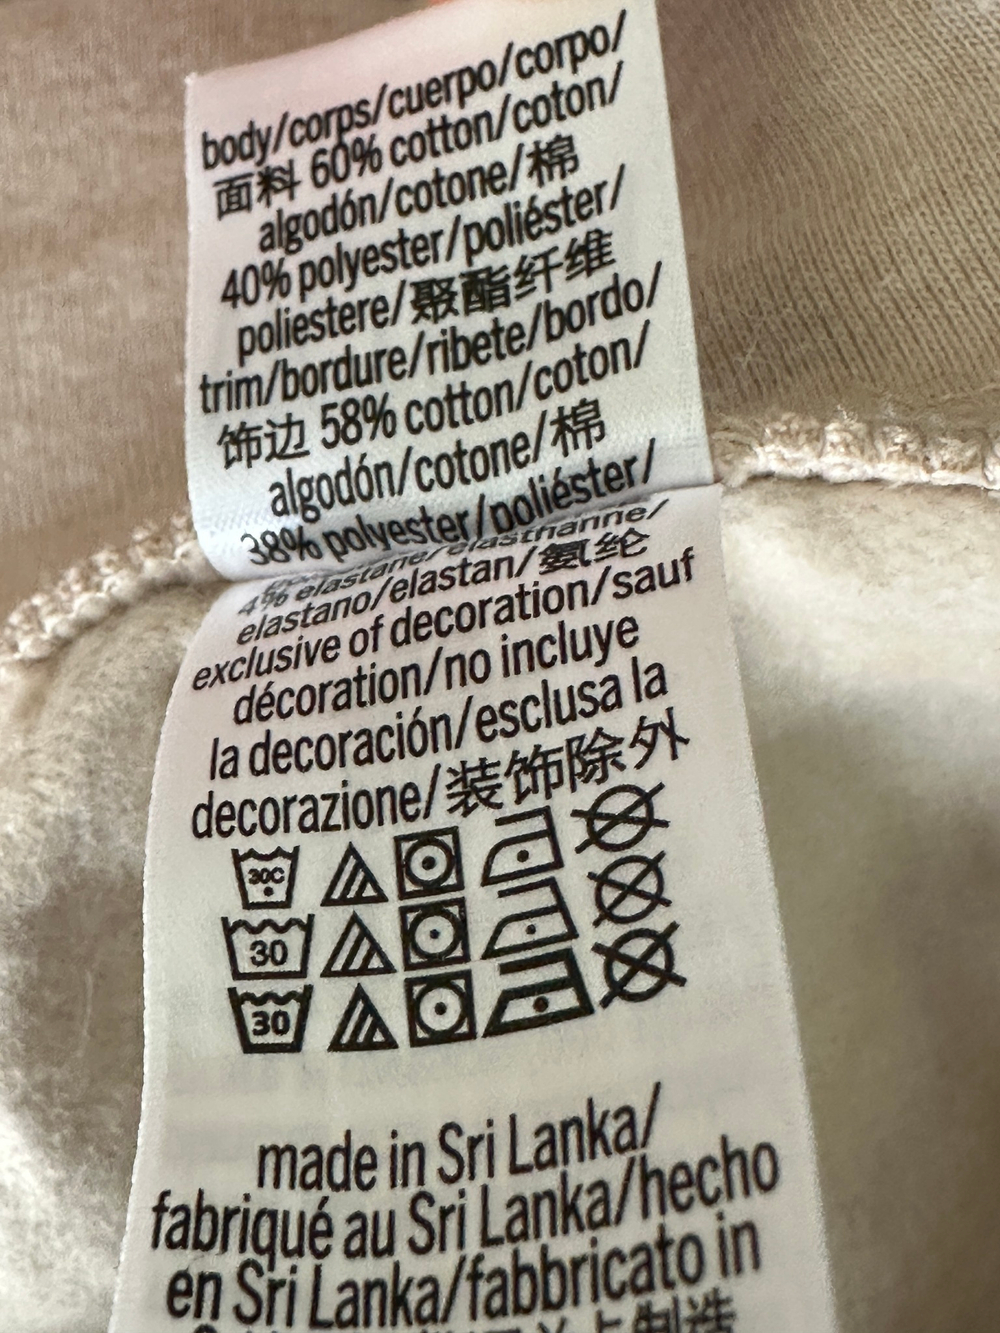 body/corps/cuerpo/corpo/
面料 60% cotton/coton/
algodón/cotone/棉
40% polyester/poliéster/
poliestere/聚酯纤维
trim/bordure/ribete/bordo/
饰边 58% cotton/coton/
algodón/cotone/棉
38% polyester/poliéster/
4% elastane/élasthanne/
elastano/elastan/氨纶
exclusive of decoration/sauf
décoration/no incluye
la decoración/esclusa la
decorazione/装饰除外
30C
30
30
made in Sri Lanka/
fabriqué au Sri Lanka/hecho
en Sri Lanka/fabbricato in
制造